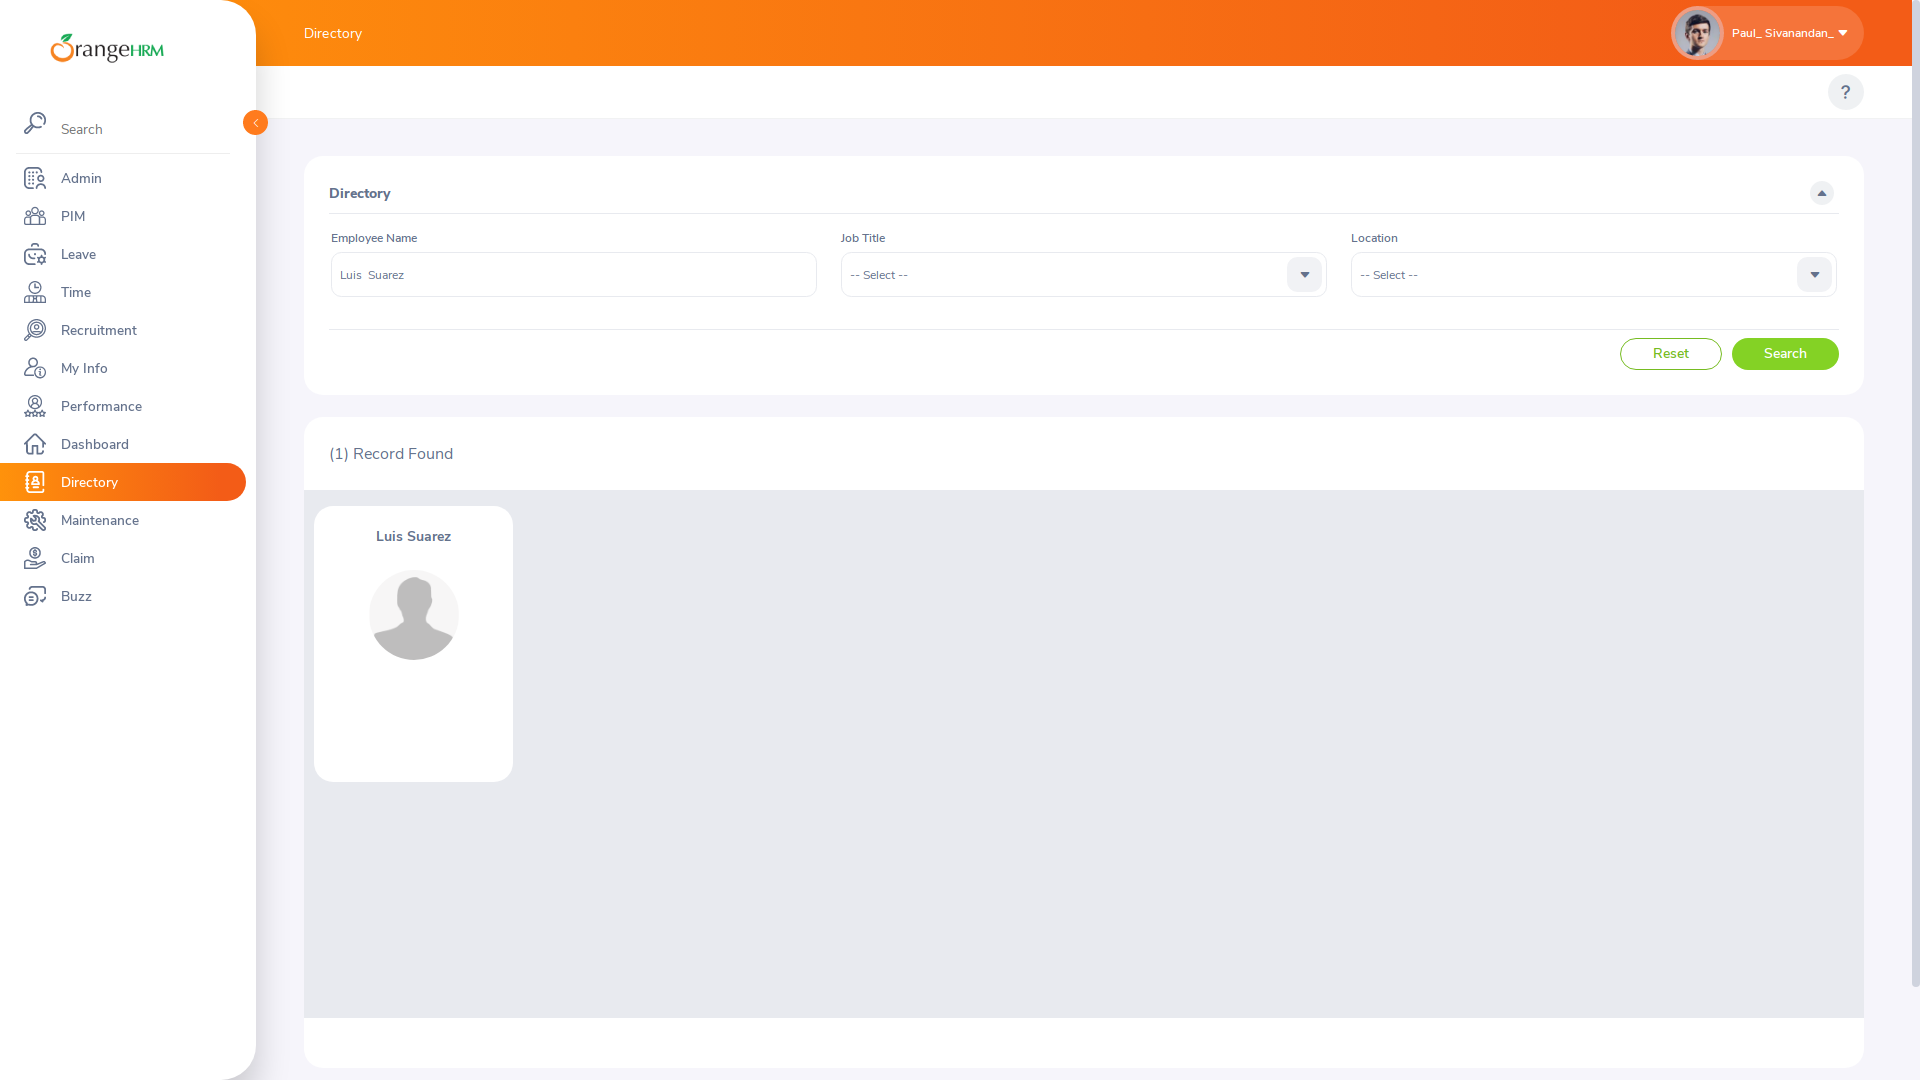 OrangeHRM
Search
Admin
PIM
Leave
Time
Recruitment
My Info
Performance
Dashboard
Directory
Maintenance
Claim
Buzz
Directory
Paul_ Sivanandan_
?
Directory
Employee Name
Job Title
Location
Luis  Suarez
-- Select --
-- Select --
Reset
Search
(1) Record Found
Luis Suarez